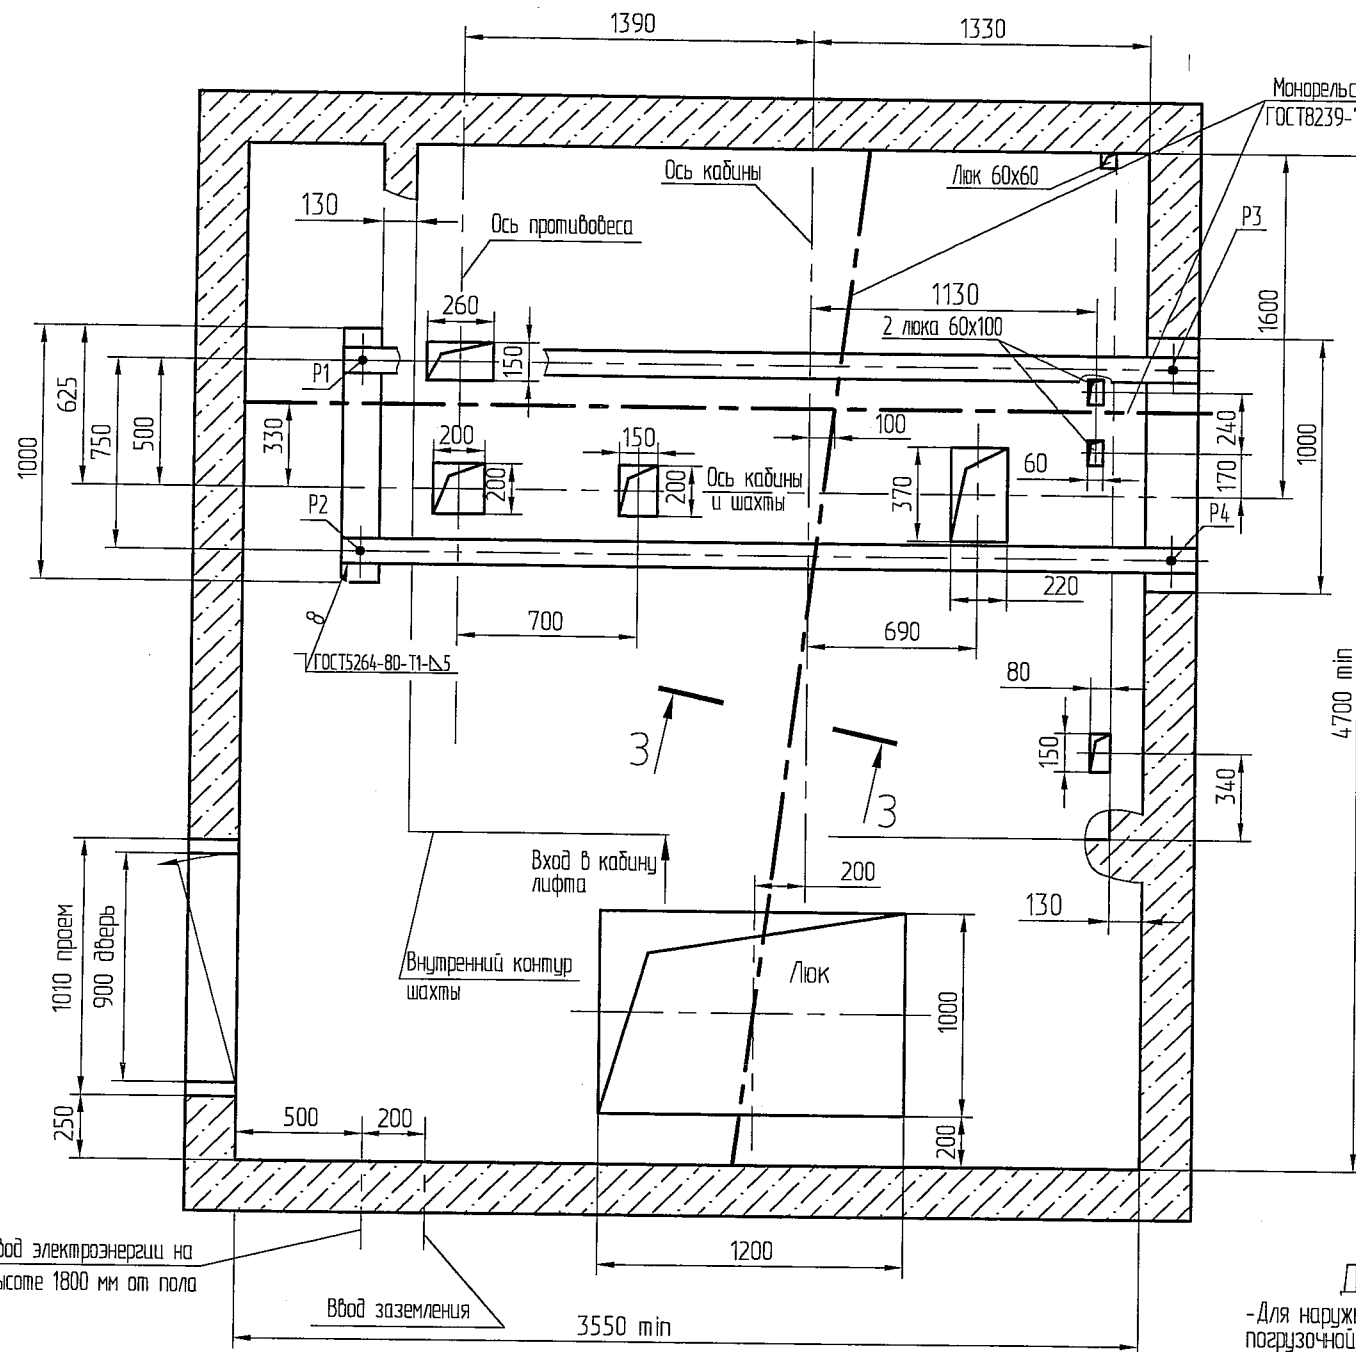 1390
1330
Монорельс
ГОСТ8239-
Ось кабины
Люк 60х60
130
Ось противовеса
Р3
260
1130
2 люка 60х100
1600
150
Р1
625
750
500
330
1000
100
240
1000
200
150
200
200
Ось кабины
и шахты
370
60
170
Р2
Р4
220
700
690
8
ГОСТ5264-80-Т1-⊿5
80
4700 min
3
3
150
340
Вход в кабину
лифта
200
130
1010 проем
900 дверь
Внутренний контур
шахты
Люк
1000
250
500
200
200
вод электроэнергии на
ысоте 1800 мм от пола
1200
Ввод заземления
3550 min
Д
-Для наруж
погрузочной